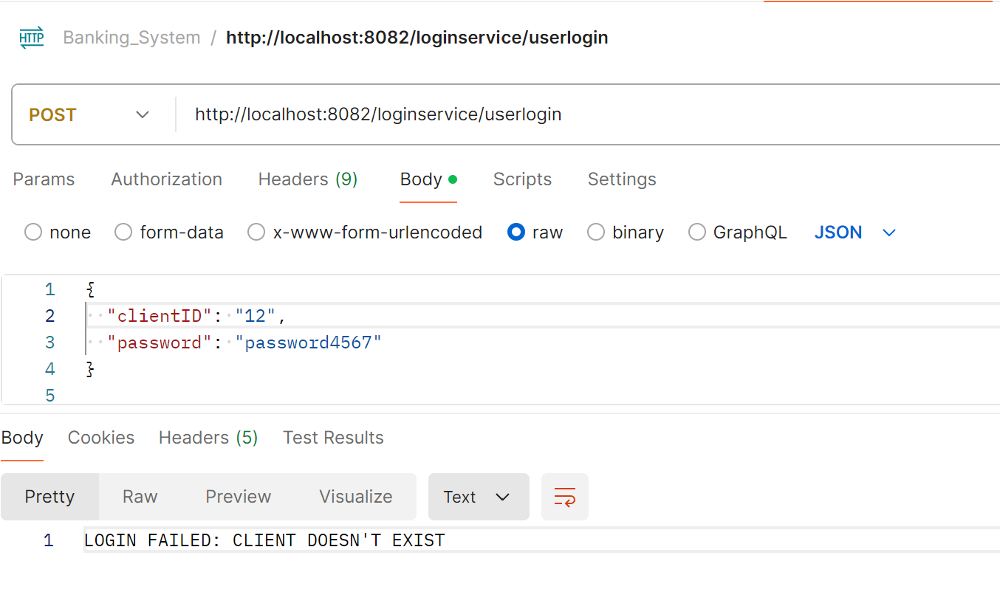 HTTP Banking_System / http://localhost:8082/loginservice/userlogin
POST http://localhost:8082/loginservice/userlogin
Params Authorization Headers (9) Body Scripts Settings
none form-data x-www-form-urlencoded raw binary GraphQL JSON
1 {
2 "clientID": "12",
3 "password": "password4567"
4 }
5
Body Cookies Headers (5) Test Results
Pretty Raw Preview Visualize Text
1 LOGIN FAILED: CLIENT DOESN'T EXIST